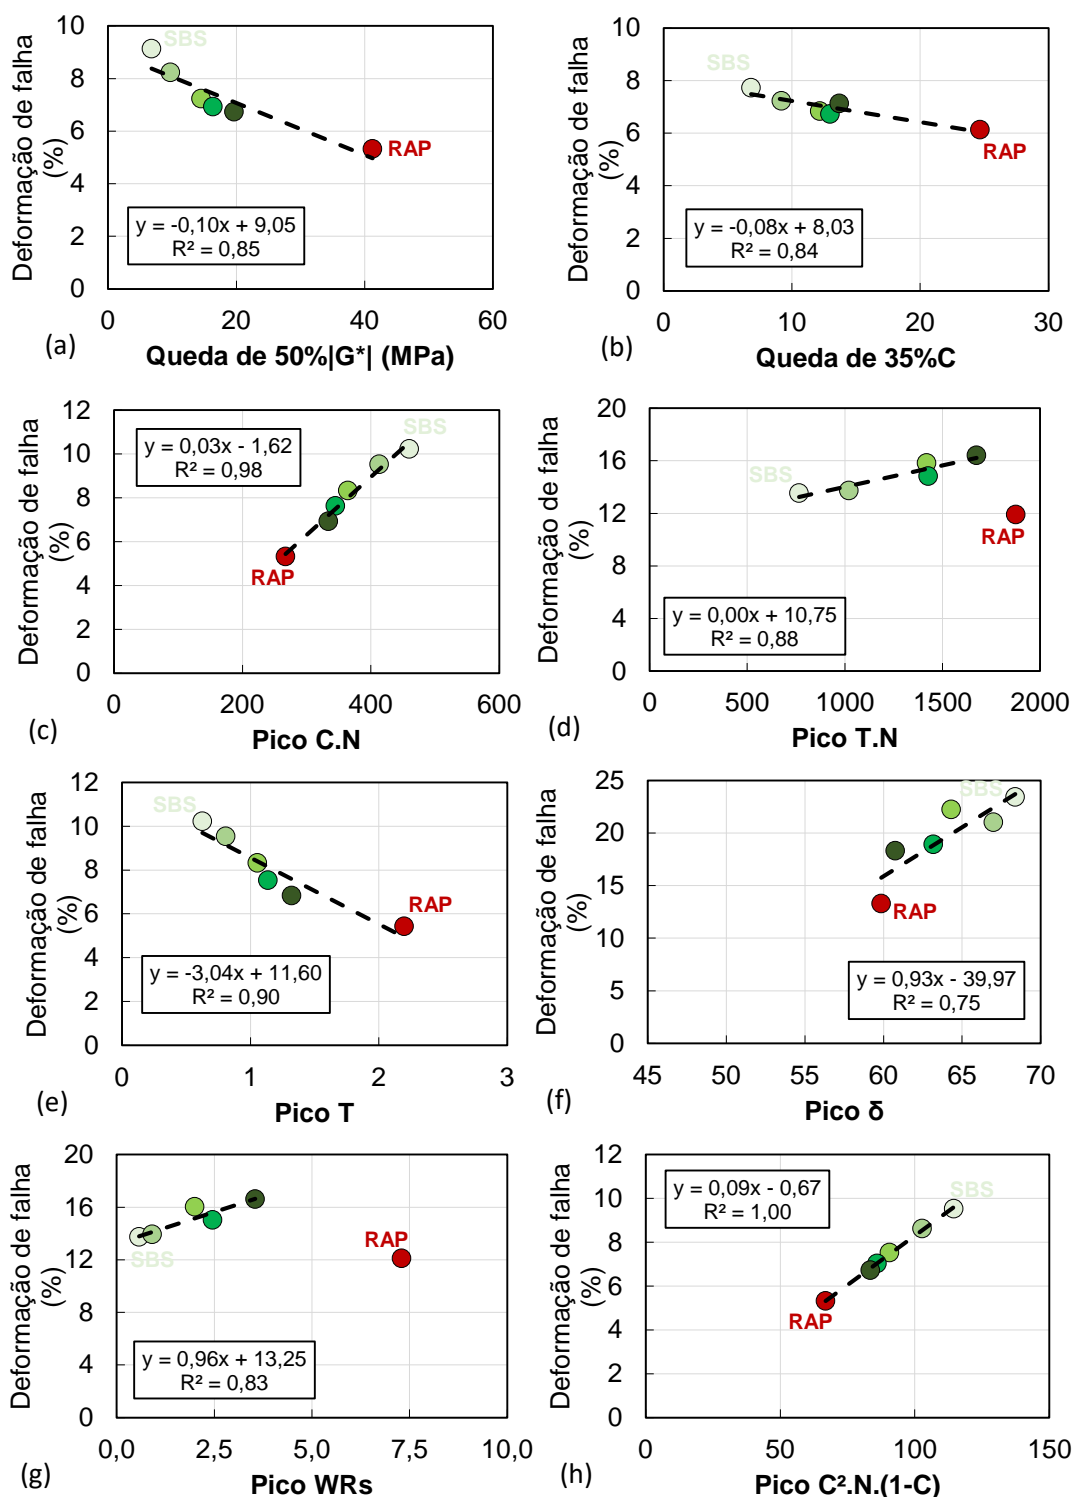 Deformação de falha
(%)
10
8
6
4
2
0
SBS
RAP
y = -0,10x + 9,05
R² = 0,85
0
20
40
60
(a)
Queda de 50%|G*| (MPa)
Deformação de falha
(%)
10
8
6
4
2
0
SBS
RAP
y = -0,08x + 8,03
R² = 0,84
0
10
20
30
(b)
Queda de 35%C
Deformação de falha
(%)
12
10
8
6
4
2
0
y = 0,03x - 1,62
R² = 0,98
SBS
RAP
0
200
400
600
(c)
Pico C.N
Deformação de falha
(%)
20
16
12
8
4
0
SBS
RAP
y = 0,00x + 10,75
R² = 0,88
0
500
1000
1500
2000
(d)
Pico T.N
Deformação de falha
(%)
12
10
8
6
4
2
0
SBS
RAP
y = -3,04x + 11,60
R² = 0,90
0
1
2
3
(e)
Pico T
Deformação de falha
(%)
25
20
15
10
5
0
SBS
RAP
y = 0,93x - 39,97
R² = 0,75
45
50
55
60
65
70
(f)
Pico δ
Deformação de falha
(%)
20
16
12
8
4
0
SBS
RAP
y = 0,96x + 13,25
R² = 0,83
0,0
2,5
5,0
7,5
10,0
(g)
Pico WRs
Deformação de falha
(%)
12
10
8
6
4
2
0
y = 0,09x - 0,67
R² = 1,00
SBS
RAP
0
50
100
150
(h)
Pico C².N.(1-C)